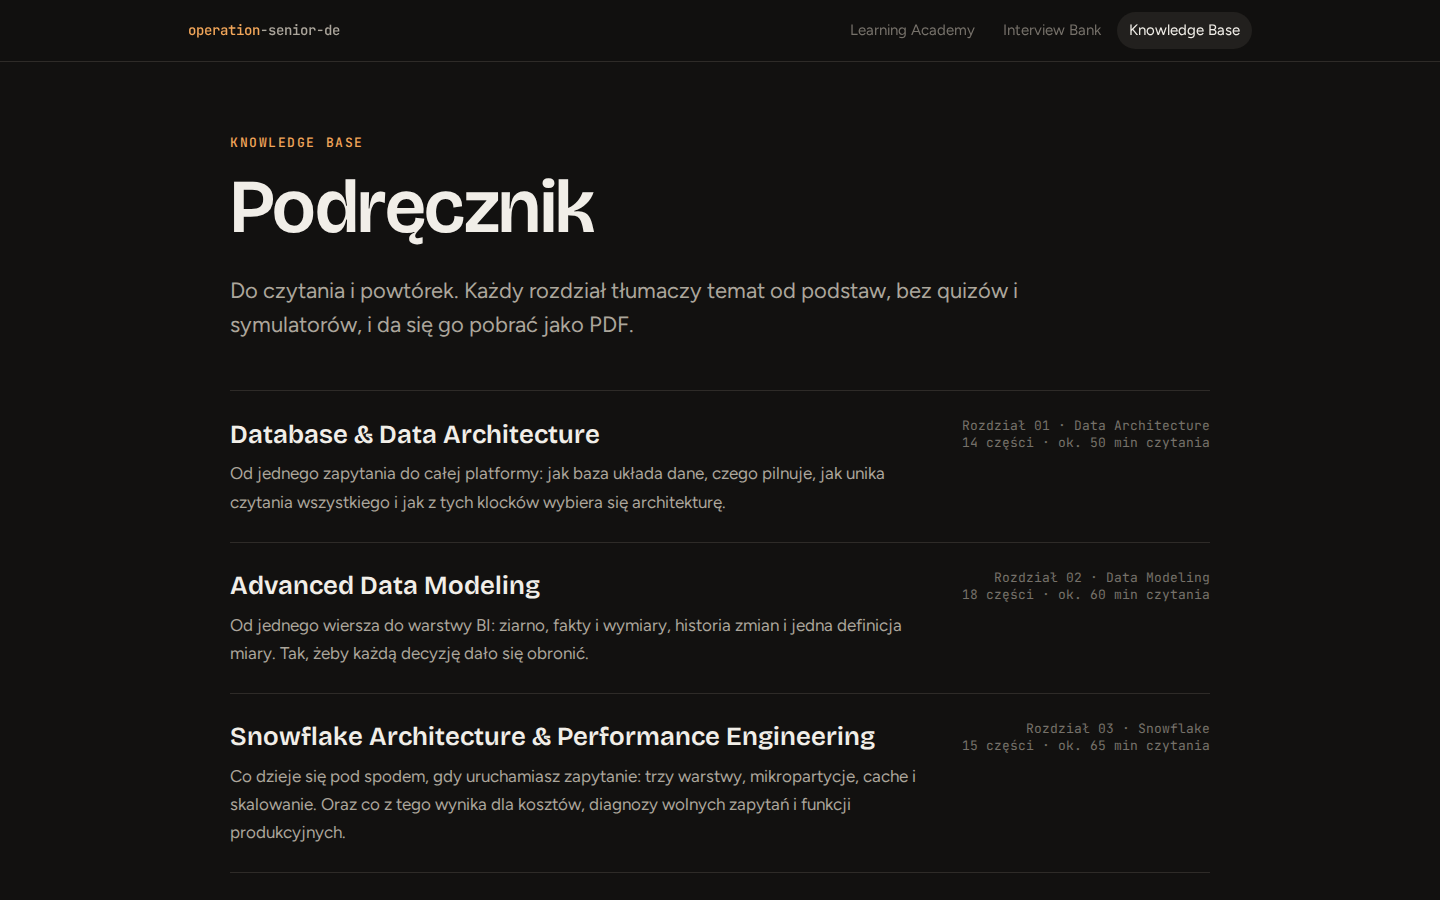 operation-senior-de
Learning Academy
Interview Bank
Knowledge Base
KNOWLEDGE BASE
Podręcznik
Do czytania i powtórek. Każdy rozdział tłumaczy temat od podstaw, bez quizów i
symulatorów, i da się go pobrać jako PDF.
Database & Data Architecture
Rozdział 01 · Data Architecture
14 części · ok. 50 min czytania
Od jednego zapytania do całej platformy: jak baza układa dane, czego pilnuje, jak unika
czytania wszystkiego i jak z tych klocków wybiera się architekturę.
Advanced Data Modeling
Rozdział 02 · Data Modeling
18 części · ok. 60 min czytania
Od jednego wiersza do warstwy BI: ziarno, fakty i wymiary, historia zmian i jedna definicja
miary. Tak, żeby każdą decyzję dało się obronić.
Snowflake Architecture & Performance Engineering
Rozdział 03 · Snowflake
15 części · ok. 65 min czytania
Co dzieje się pod spodem, gdy uruchamiasz zapytanie: trzy warstwy, mikropartycje, cache i
skalowanie. Oraz co z tego wynika dla kosztów, diagnozy wolnych zapytań i funkcji
produkcyjnych.